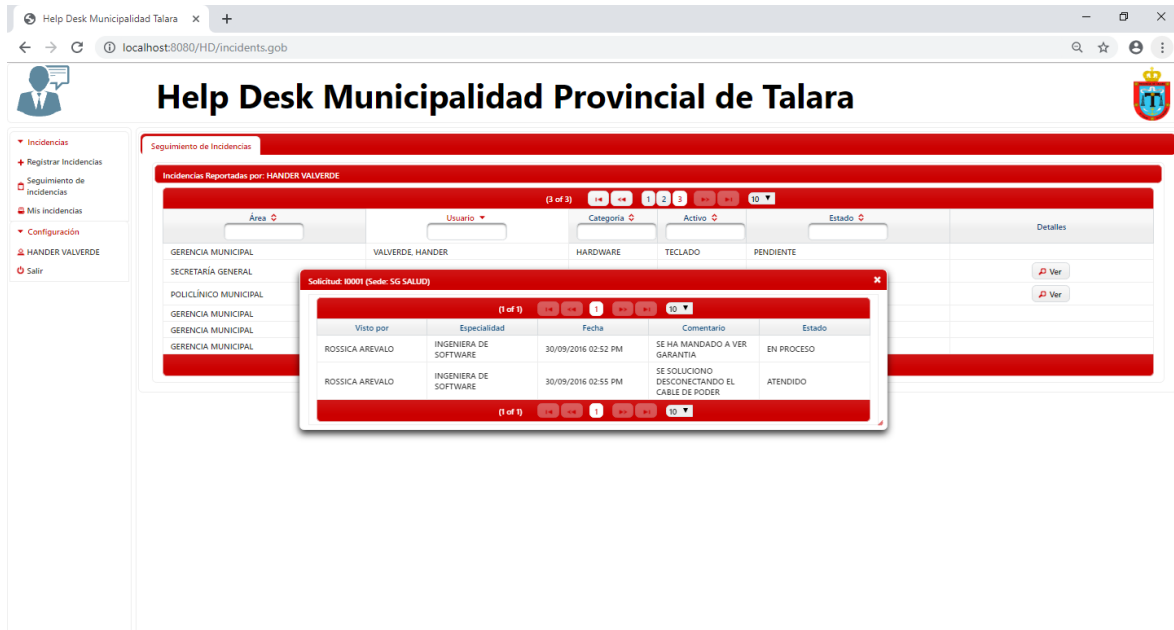 Help Desk Municipalidad Talara
localhost:8080/HD/incidents.gob
Help Desk Municipalidad Provincial de Talara
Incidencias
Registrar Incidencias
Seguimiento de
incidencias
Mis incidencias
Configuración
HANDER VALVERDE
Salir
Seguimiento de Incidencias
Incidencias Reportadas por: HANDER VALVERDE
(3 of 3) 1 2 3 10
Área Usuario Categoría Activo Estado Detalles
GERENCIA MUNICIPAL VALVERDE, HANDER HARDWARE TECLADO PENDIENTE
SECRETARÍA GENERAL Ver
POLICLÍNICO MUNICIPAL Ver
GERENCIA MUNICIPAL
GERENCIA MUNICIPAL
GERENCIA MUNICIPAL
Solicitud: I0001 (Sede: SG SALUD)
(1 of 1) 1 10
Visto por Especialidad Fecha Comentario Estado
ROSSICA AREVALO INGENIERA DE SOFTWARE 30/09/2016 02:52 PM SE HA MANDADO A VER GARANTIA EN PROCESO
ROSSICA AREVALO INGENIERA DE SOFTWARE 30/09/2016 02:55 PM SE SOLUCIONO DESCONECTANDO EL CABLE DE PODER ATENDIDO
(1 of 1) 1 10